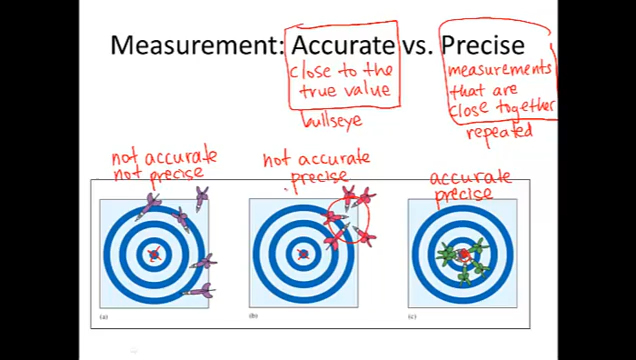 Measurement: Accurate vs. Precise
close to the
true value
bullseye
measurements
that are
close together
repeated
not accurate
not precise
not accurate
precise
accurate
precise
(a)
(b)
(c)